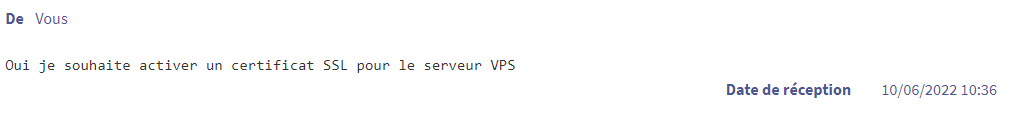 De Vous
Oui je souhaite activer un certificat SSL pour le serveur VPS
Date de réception 10/06/2022 10:36